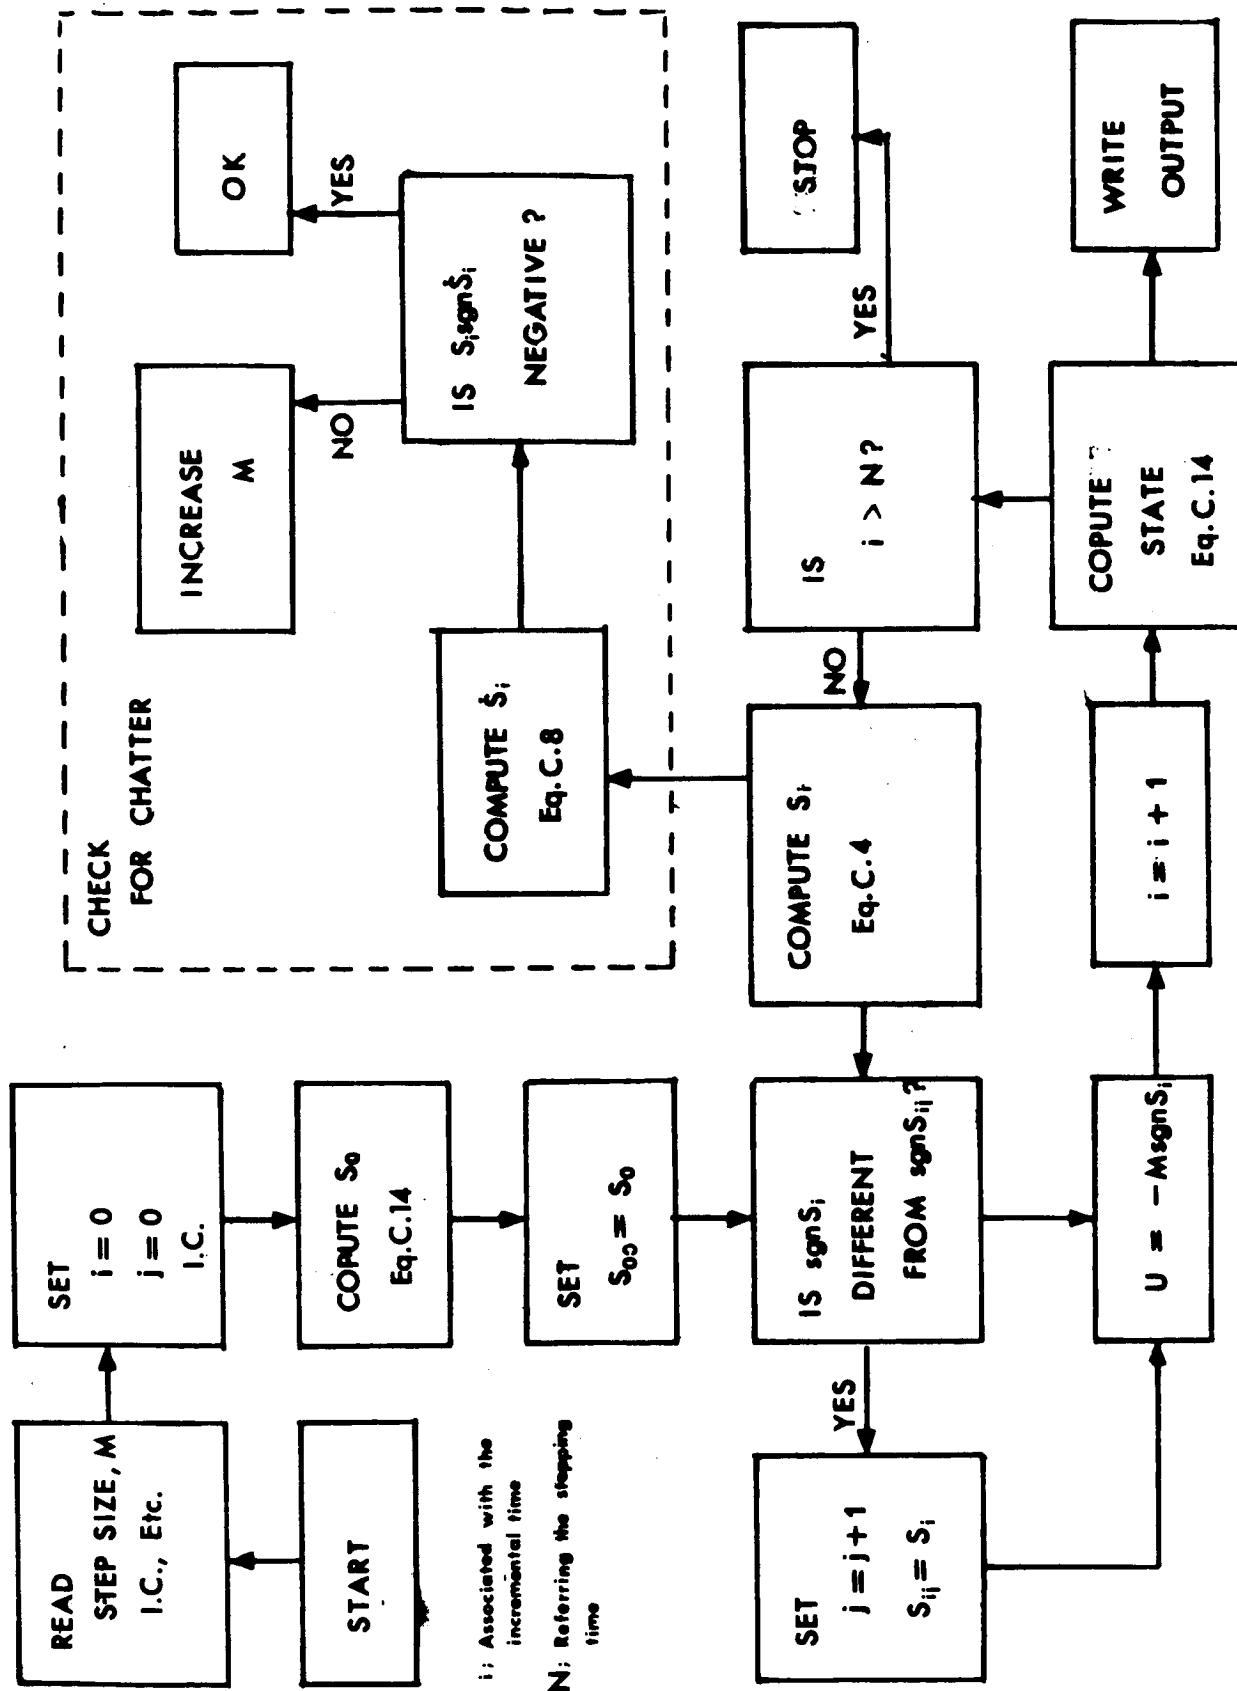 START
READ
STEP SIZE, M
I.C., Etc.
SET
i = 0
j = 0
I.C.
COPUTE S₀
Eq.C.14
SET
S₀₀ = S₀
IS sgnSᵢ
DIFFERENT
FROM sgnSᵢⱼ?
YES
SET
j = j + 1
Sᵢⱼ = Sᵢ
U = -MsgnSᵢ
i = i + 1
COPUTE
STATE
Eq.C.14
WRITE
OUTPUT
IS
i > N?
YES
STOP
NO
COMPUTE Sᵢ
Eq.C.4
CHECK
FOR CHATTER
COMPUTE Ṡᵢ
Eq.C.8
IS SᵢsgnṠᵢ
NEGATIVE ?
NO
INCREASE
M
YES
OK
i; Associated with the
incremental time
N; Referring the stepping
time